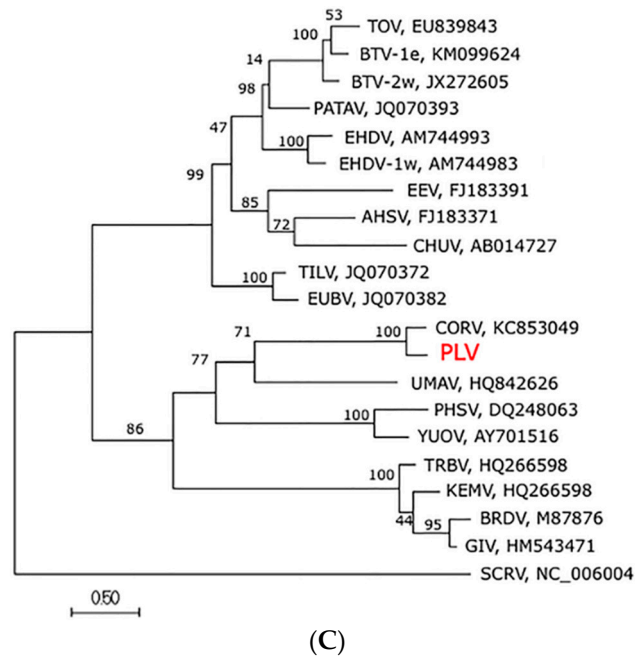 53
TOV, EU839843
100
BTV-1e, KM099624
14
BTV-2w, JX272605
98
PATAV, JQ070393
47
EHDV, AM744993
100
EHDV-1w, AM744983
99
EEV, FJ183391
85
AHSV, FJ183371
72
CHUV, AB014727
TILV, JQ070372
100
EUBV, JQ070382
CORV, KC853049
71
100
PLV
77
UMAV, HQ842626
PHSV, DQ248063
100
86
YUOV, AY701516
TRBV, HQ266598
100
KEMV, HQ266598
44
95
BRDV, M87876
GIV, HM543471
SCRV, NC_006004
0.50
(C)